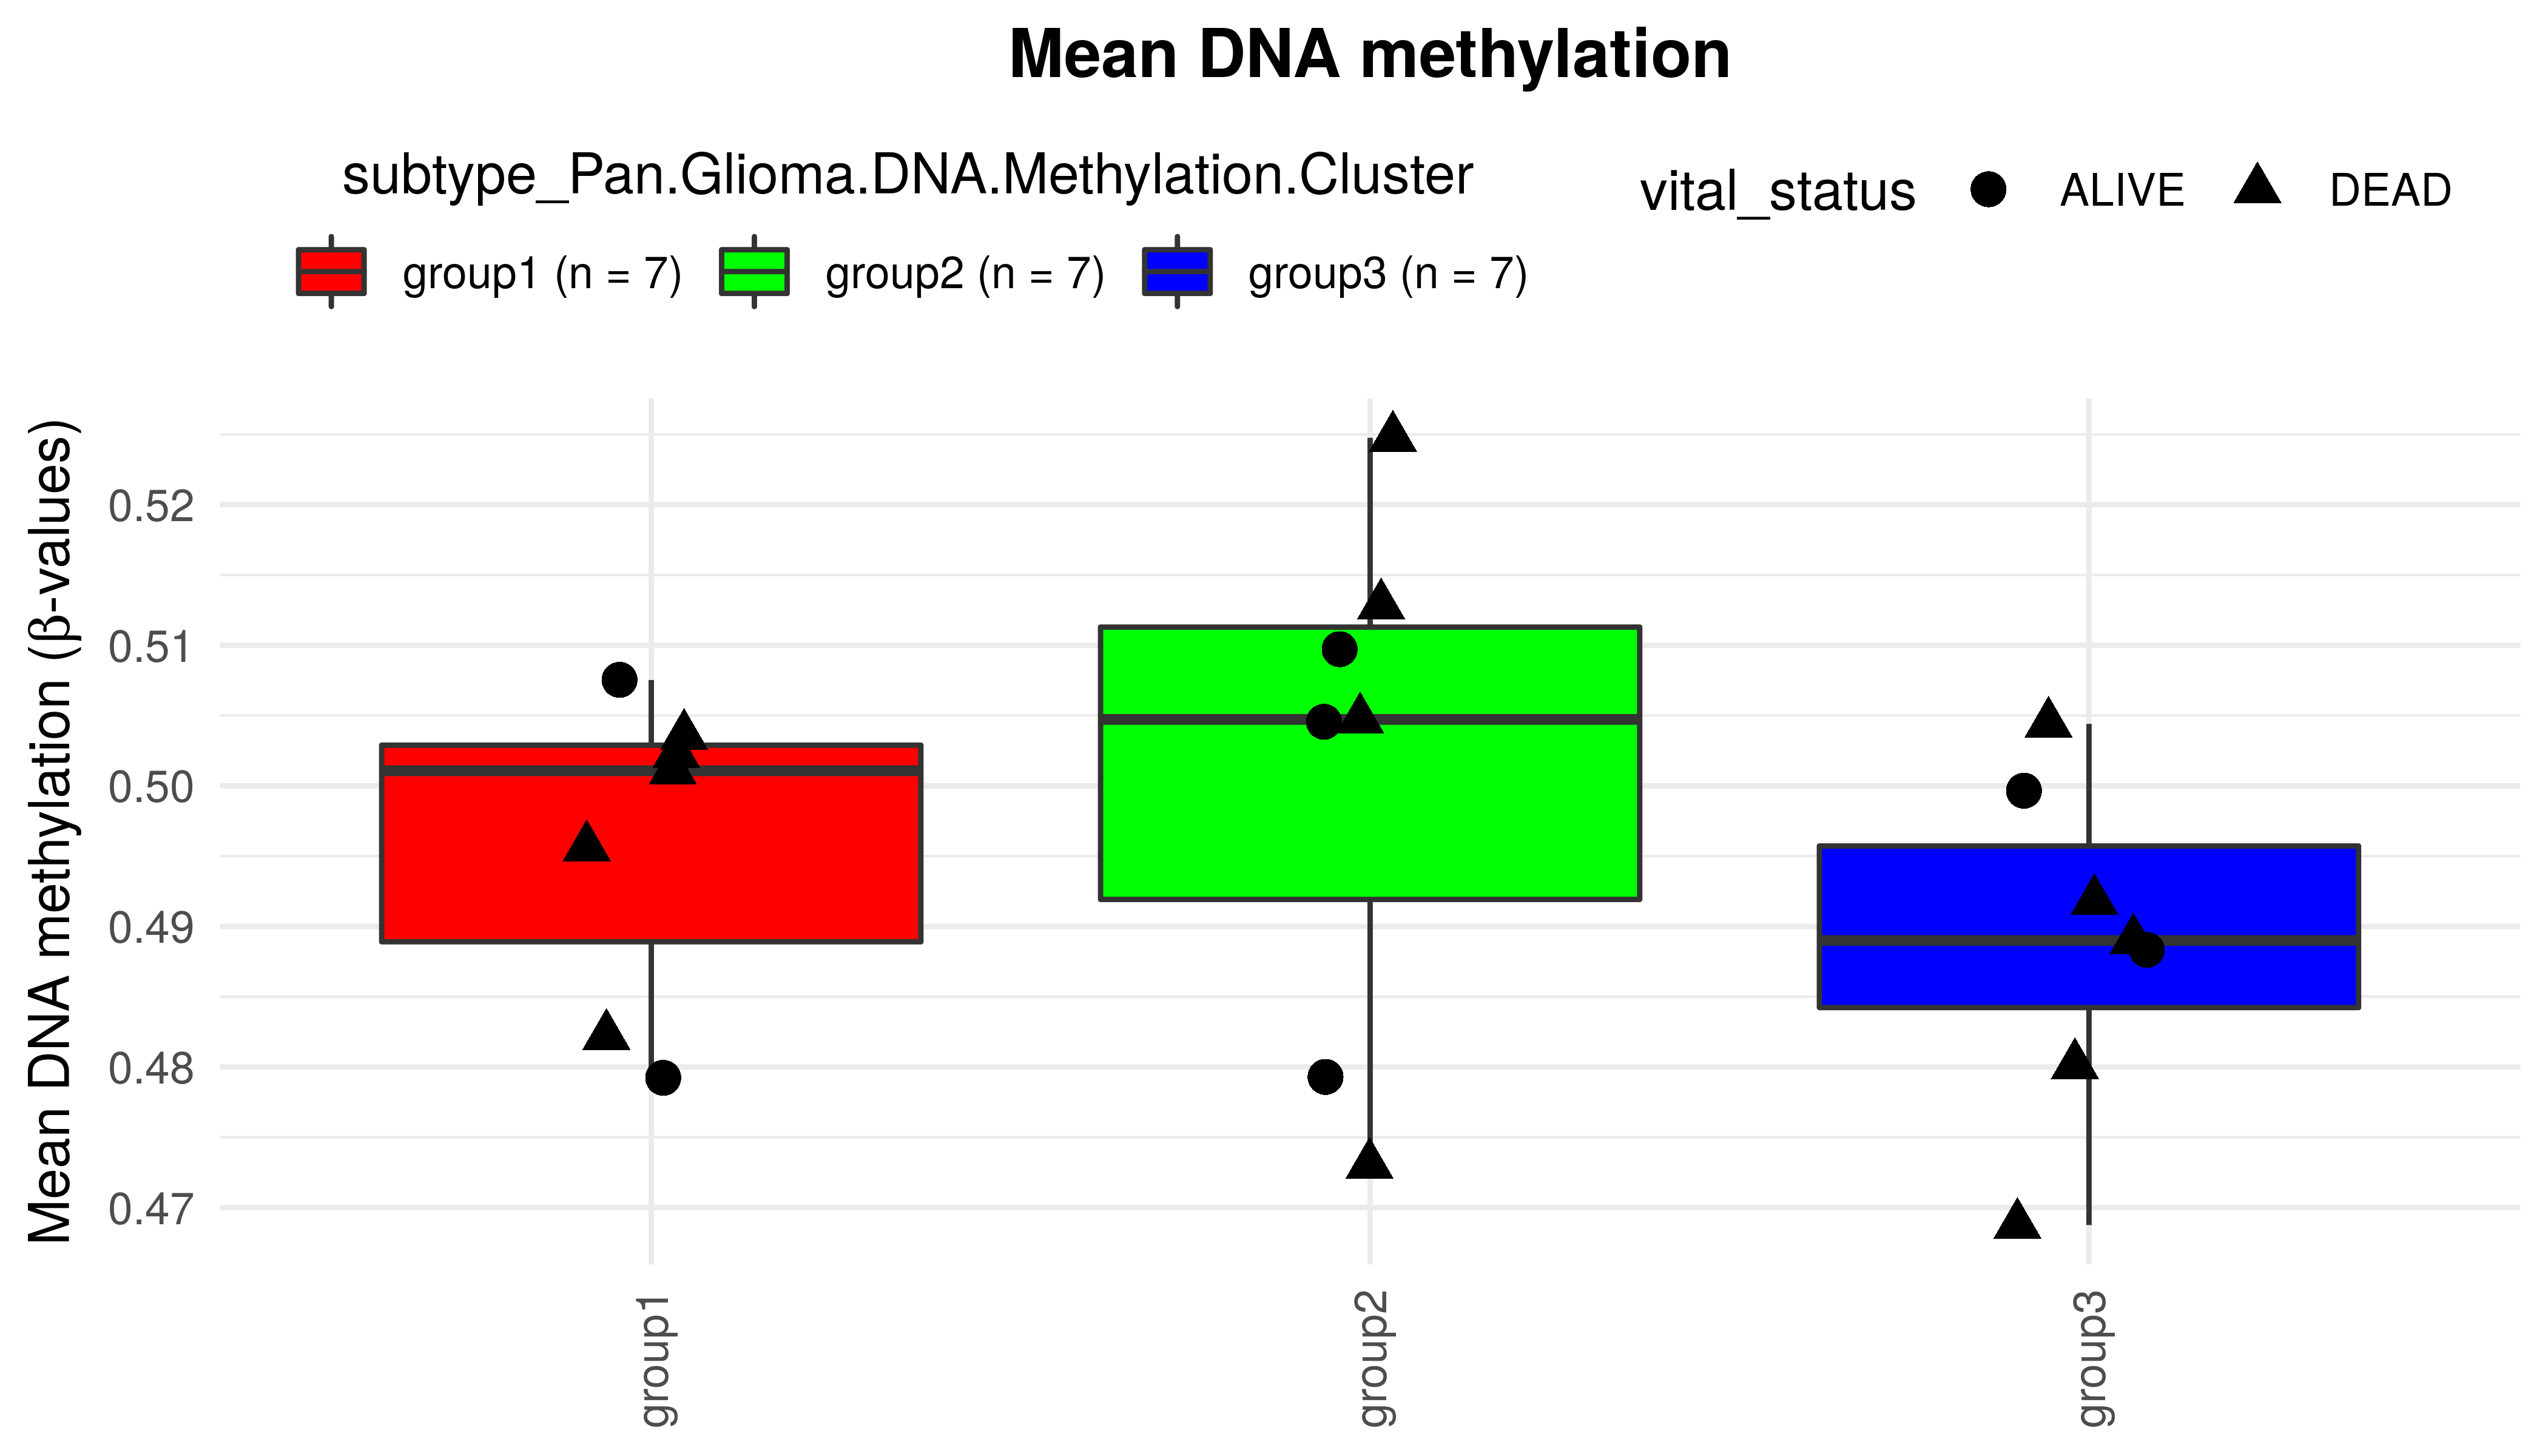 Mean DNA methylation
subtype_Pan.Glioma.DNA.Methylation.Cluster
group1 (n = 7) group2 (n = 7) group3 (n = 7)
vital_status ALIVE DEAD
Mean DNA methylation (β-values)
0.52
0.51
0.50
0.49
0.48
0.47
group1
group2
group3